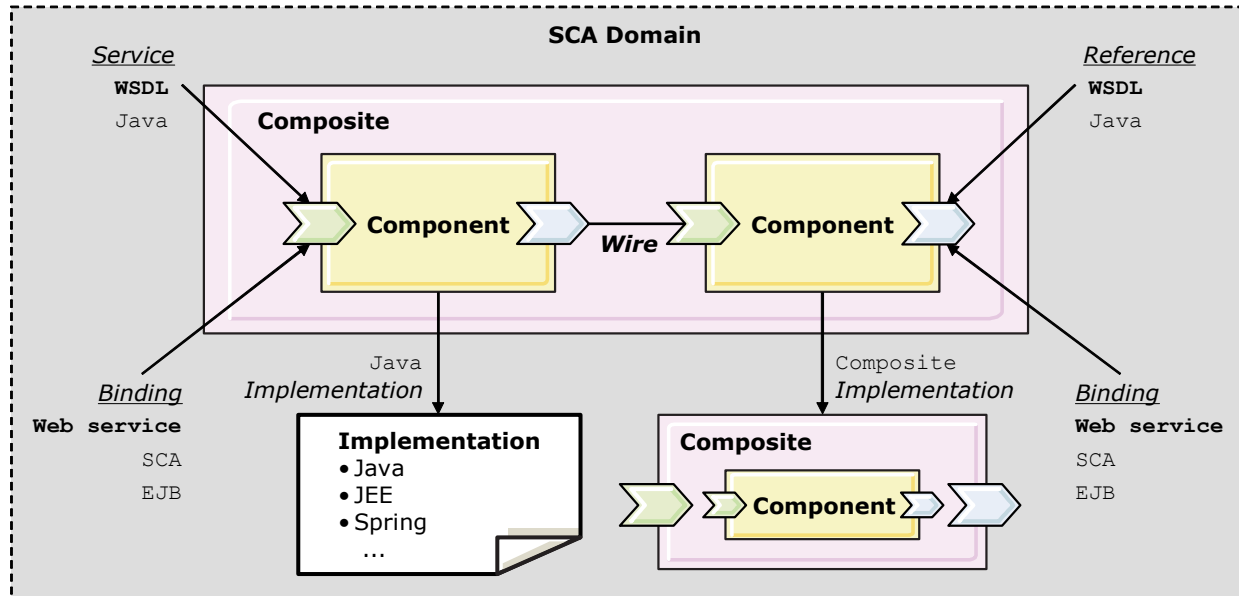 SCA Domain
Service
WSDL
Java
Reference
WSDL
Java
Composite
Component
Wire
Component
Java
Implementation
Composite
Implementation
Binding
Web service
SCA
EJB
Implementation
• Java
• JEE
• Spring
...
Composite
Component
Binding
Web service
SCA
EJB